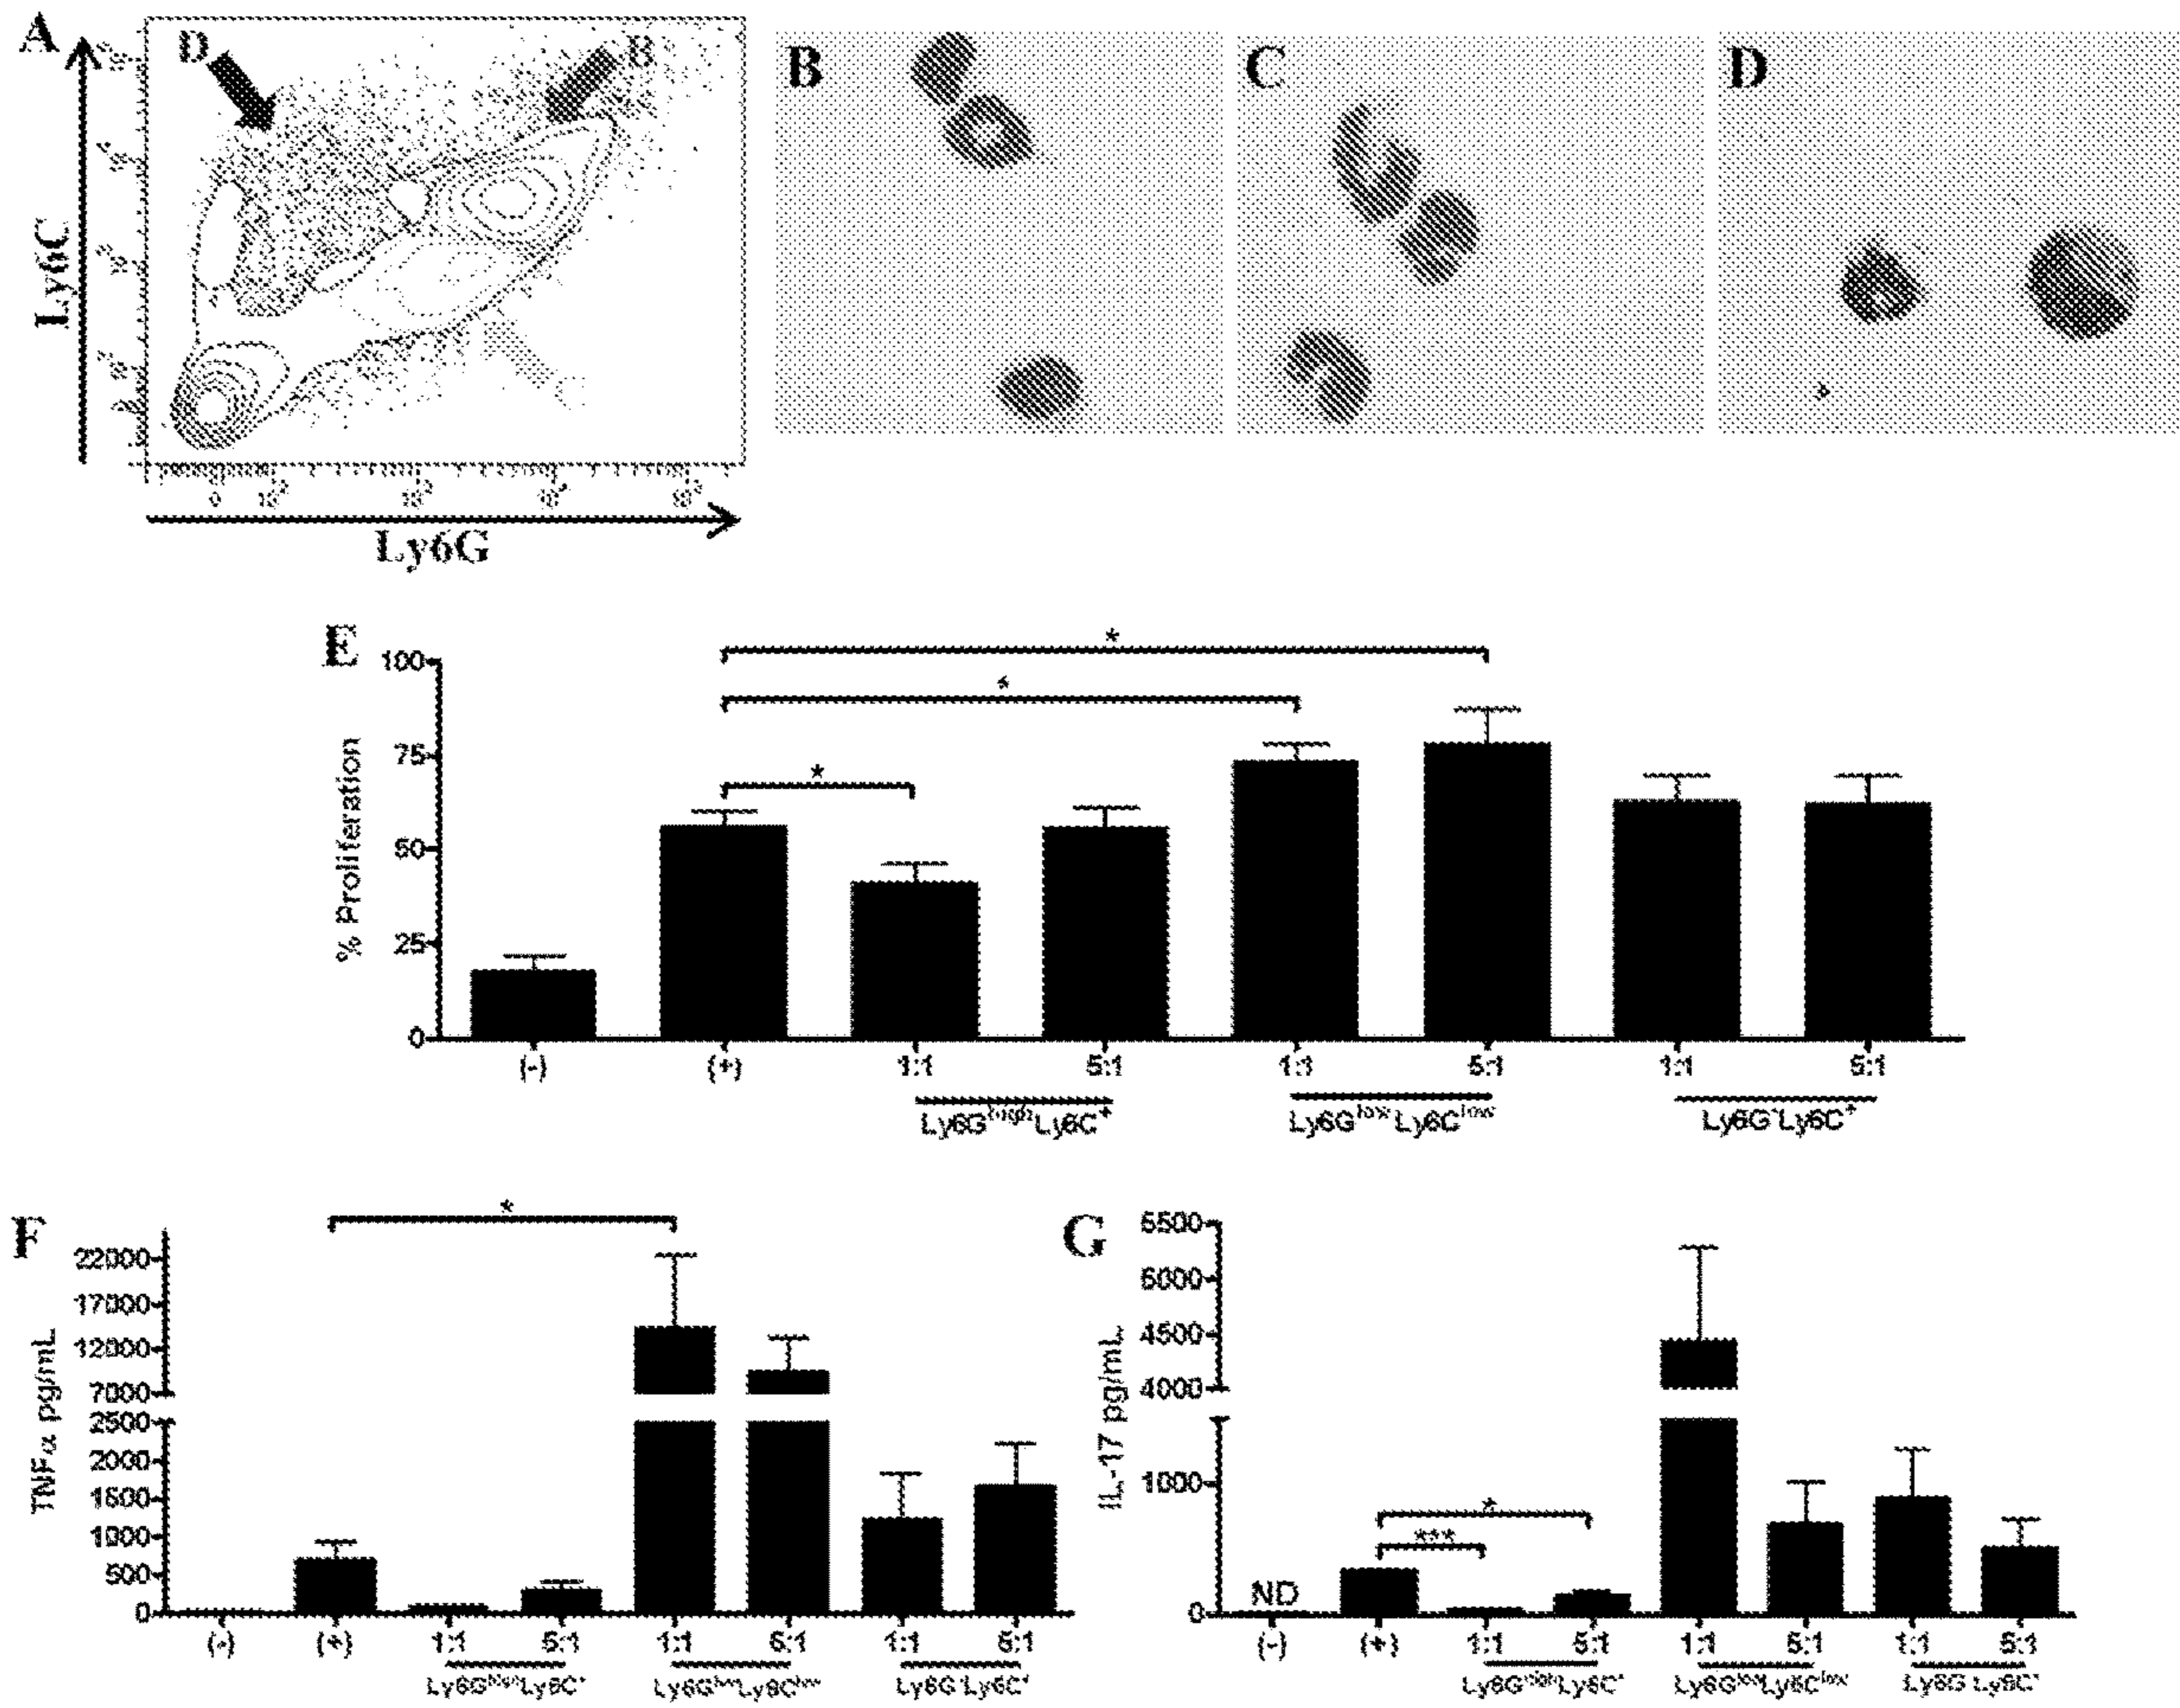 A
D
B
Ly6C
0
Ly6G
B
C
D
E
*
*
*
100
75
50
25
0
% Proliferation
(-) (+) 1:1 5:1 1:1 5:1 1:1 5:1
Ly6G^high Ly6C^+ Ly6G^low Ly6C^low Ly6G^-Ly6C^+
F
*
22000
17000
12000
7000
2500
2000
1500
1000
500
0
TNFα pg/mL
(-) (+) 1:1 5:1 1:1 5:1 1:1 5:1
Ly6G^high Ly6C^+ Ly6G^low Ly6C^low Ly6G^-Ly6C^+
G
5500
5000
4500
4000
1000
0
IL-17 pg/mL
*
***
ND
(-) (+) 1:1 5:1 1:1 5:1 1:1 5:1
Ly6G^high Ly6C^+ Ly6G^low Ly6C^low Ly6G^-Ly6C^+